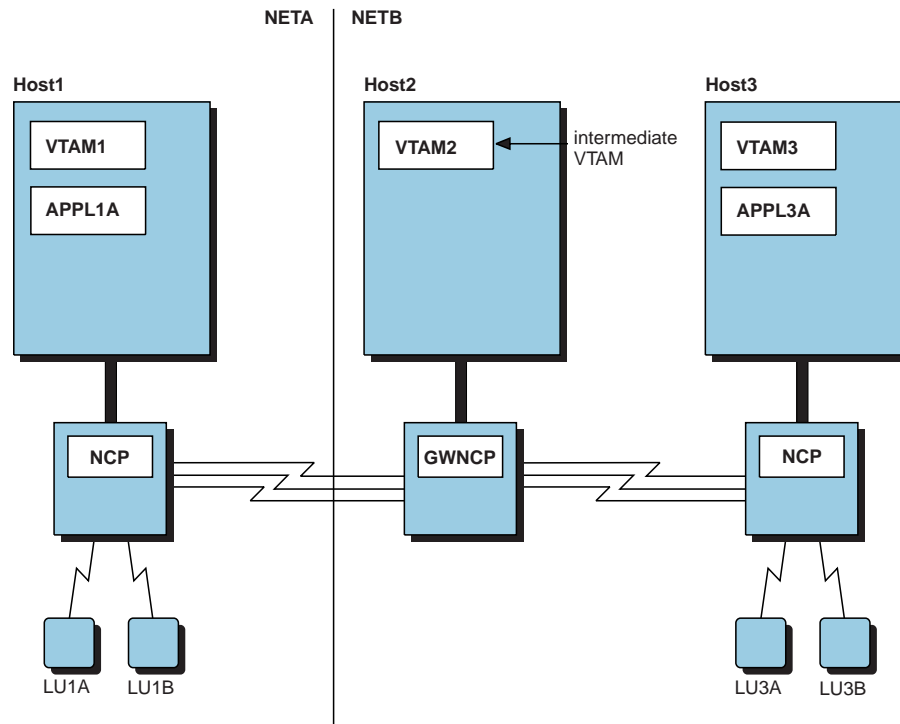 NETA NETB
Host1 Host2 Host3
VTAM1 VTAM2 intermediate VTAM3
VTAM
APPL1A APPL3A
NCP GWNCP NCP
LU1A LU1B LU3A LU3B